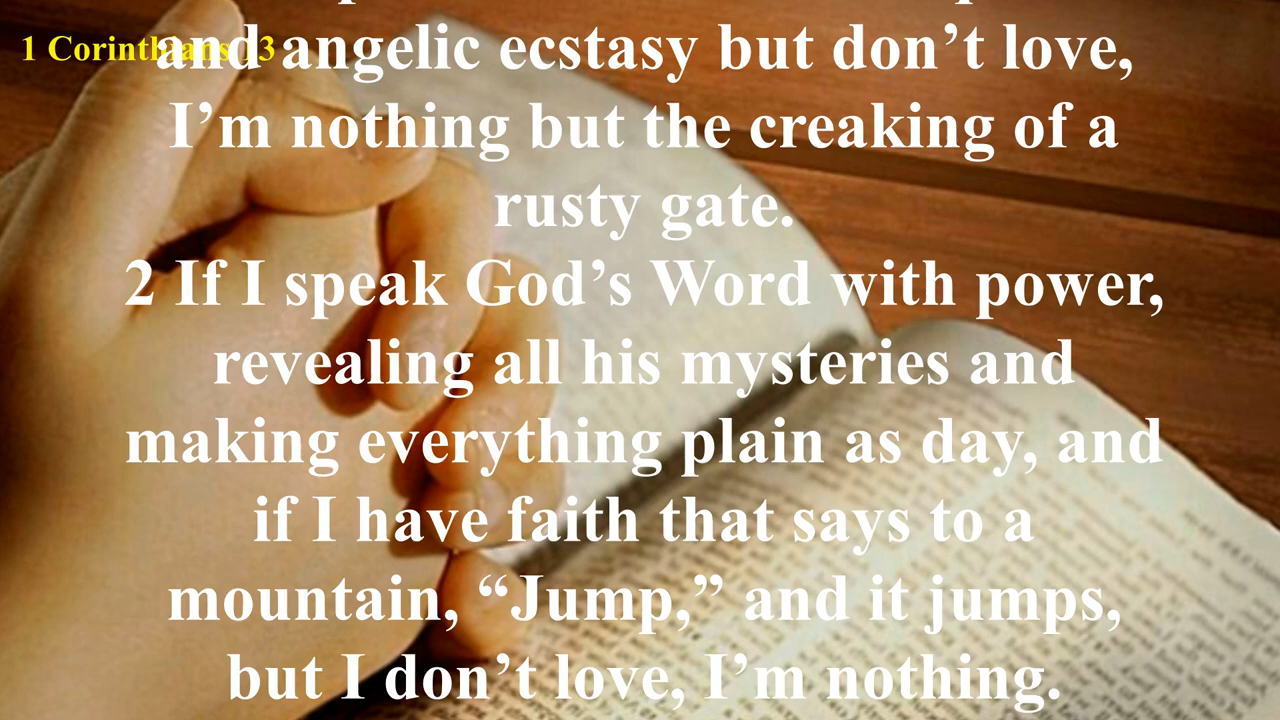 1 Corinthians 13
and angelic ecstasy but don’t love,
I’m nothing but the creaking of a
rusty gate.
2 If I speak God’s Word with power,
revealing all his mysteries and
making everything plain as day, and
if I have faith that says to a
mountain, “Jump,” and it jumps,
but I don’t love, I’m nothing.